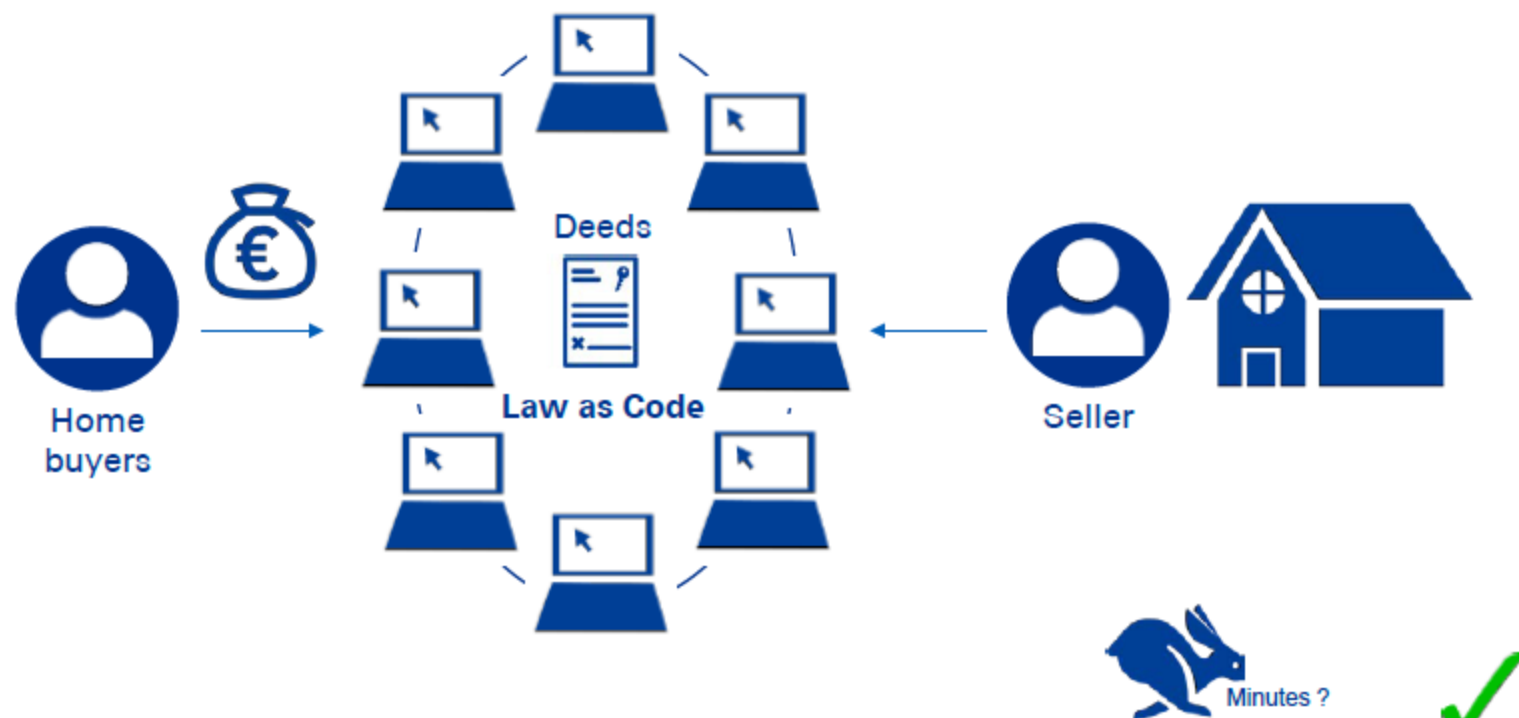 €
Deeds
Law as Code
Home
buyers
Seller
Minutes ?